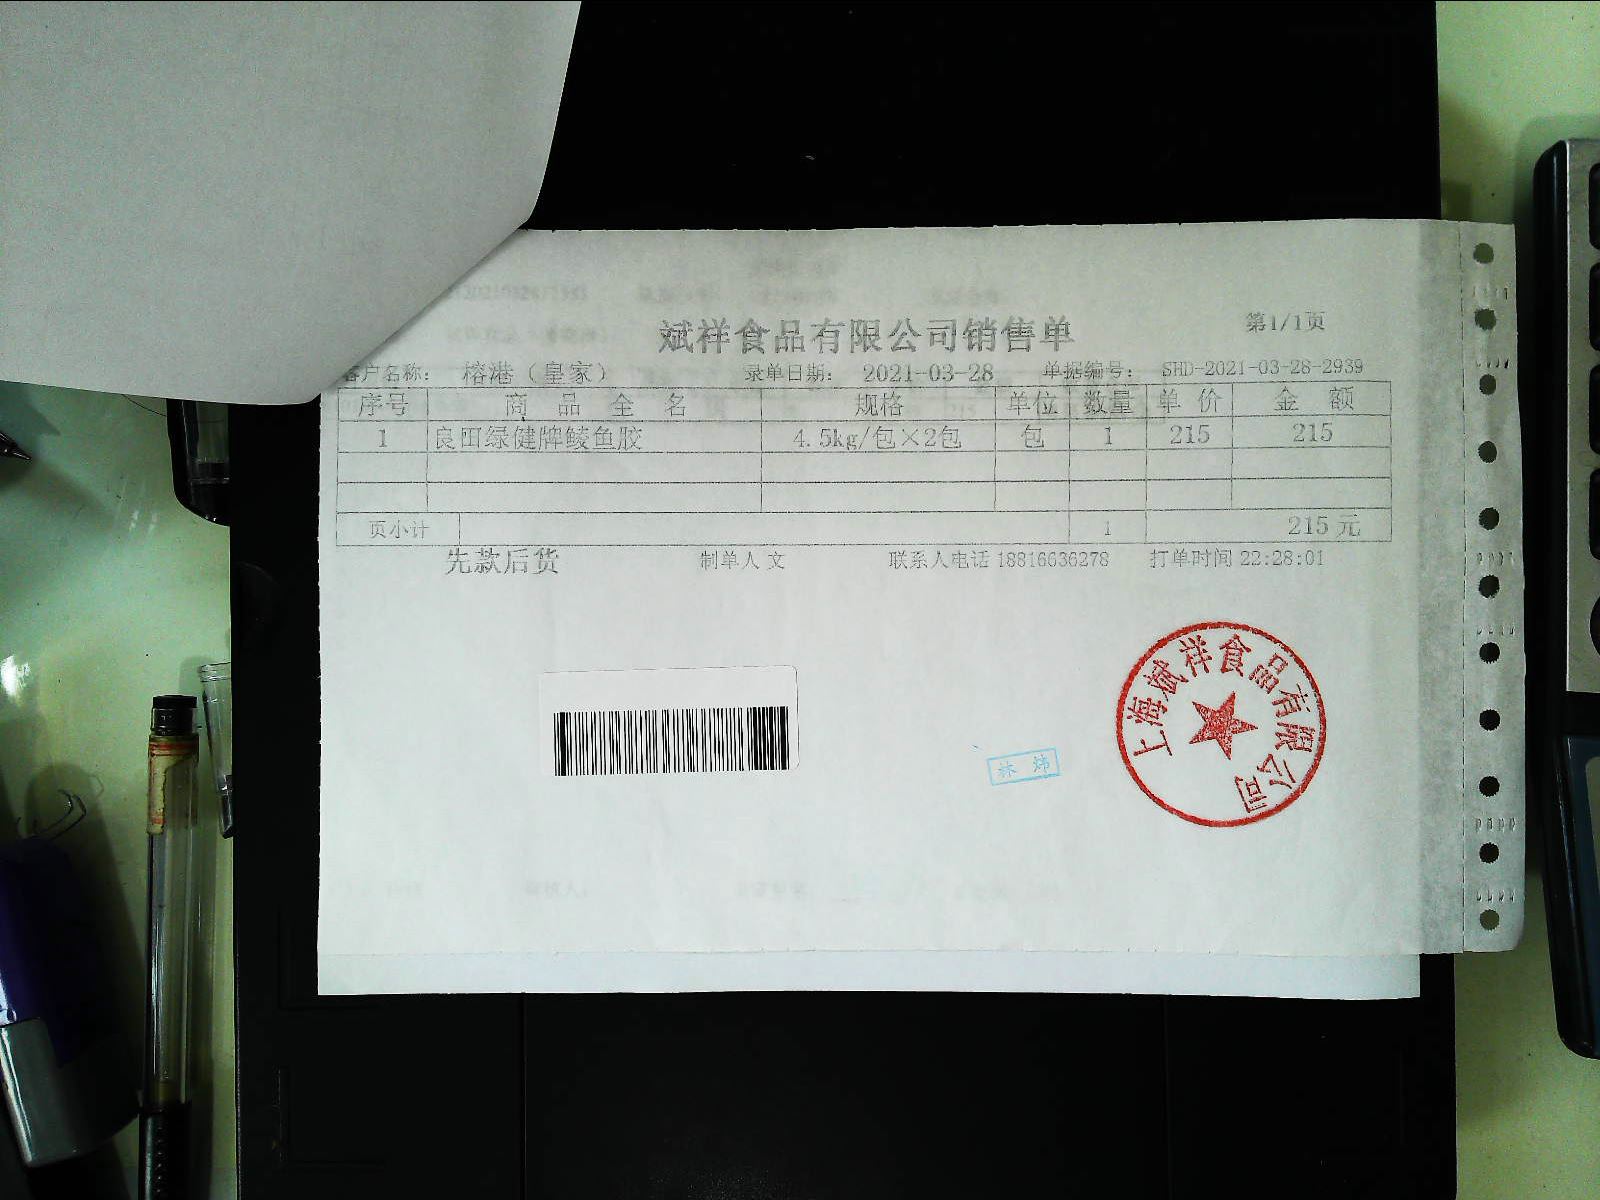 斌祥食品有限公司销售单
第1/1页
客户名称： 榕港（皇家） 录单日期： 2021-03-28 单据编号： SHD-2021-03-28-2939
序号 商品全名 规格 单位 数量 单价 金额
1 良田绿健牌鲮鱼胶 4.5kg/包×2包 包 1 215 215
页小计 1 215元
先款后货 制单人 文 联系人电话 18816636278 打单时间 22:28:01
上海斌祥食品有限公司
林 炜